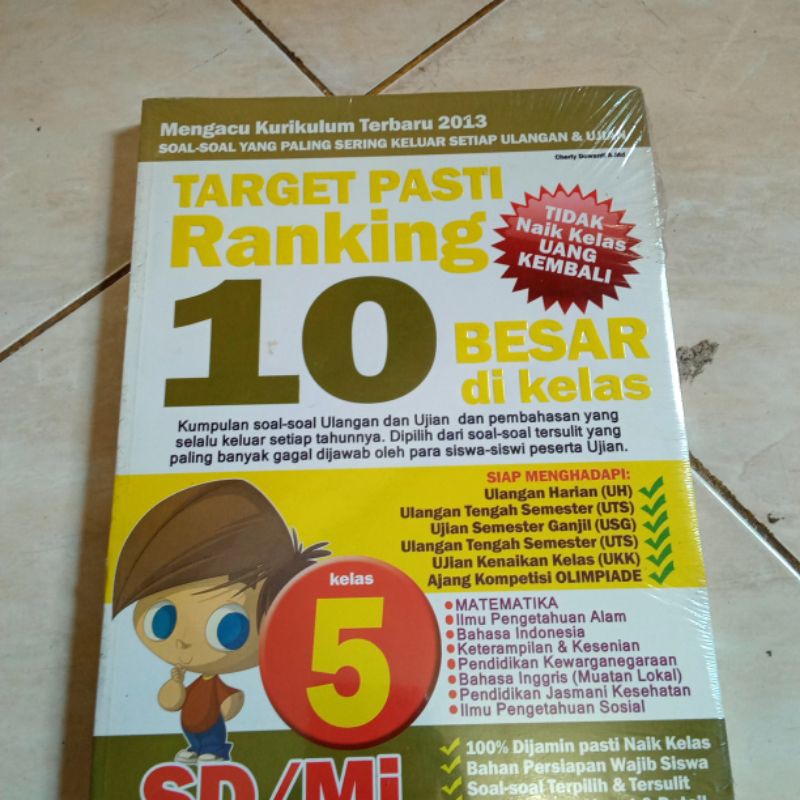 Mengacu Kurikulum Terbaru 2013
SOAL-SOAL YANG PALING SERING KELUAR SETIAP ULANGAN & UJIAN
TARGET PASTI
Ranking
10
BESAR
di kelas
TIDAK
Naik Kelas
UANG
KEMBALI
Kumpulan soal-soal Ulangan dan Ujian dan pembahasan yang
selalu keluar setiap tahunnya. Dipilih dari soal-soal tersulit yang
paling banyak gagal dijawab oleh para siswa-siswi peserta Ujian.
SIAP MENGHADAPI:
Ulangan Harian (UH)
Ulangan Tengah Semester (UTS)
Ujian Semester Ganjil (USG)
Ulangan Tengah Semester (UTS)
UJian Kenaikan Kelas (UKK)
Ajang Kompetisi OLIMPIADE
kelas
5
• MATEMATIKA
• Ilmu Pengetahuan Alam
• Bahasa Indonesia
• Keterampilan & Kesenian
• Pendidikan Kewarganegaraan
• Bahasa Inggris (Muatan Lokal)
• Pendidikan Jasmani Kesehatan
• Ilmu Pengetahuan Sosial
SD/Mi
100% Dijamin pasti Naik Kelas
Bahan Persiapan Wajib Siswa
Soal-soal Terpilih & Tersulit